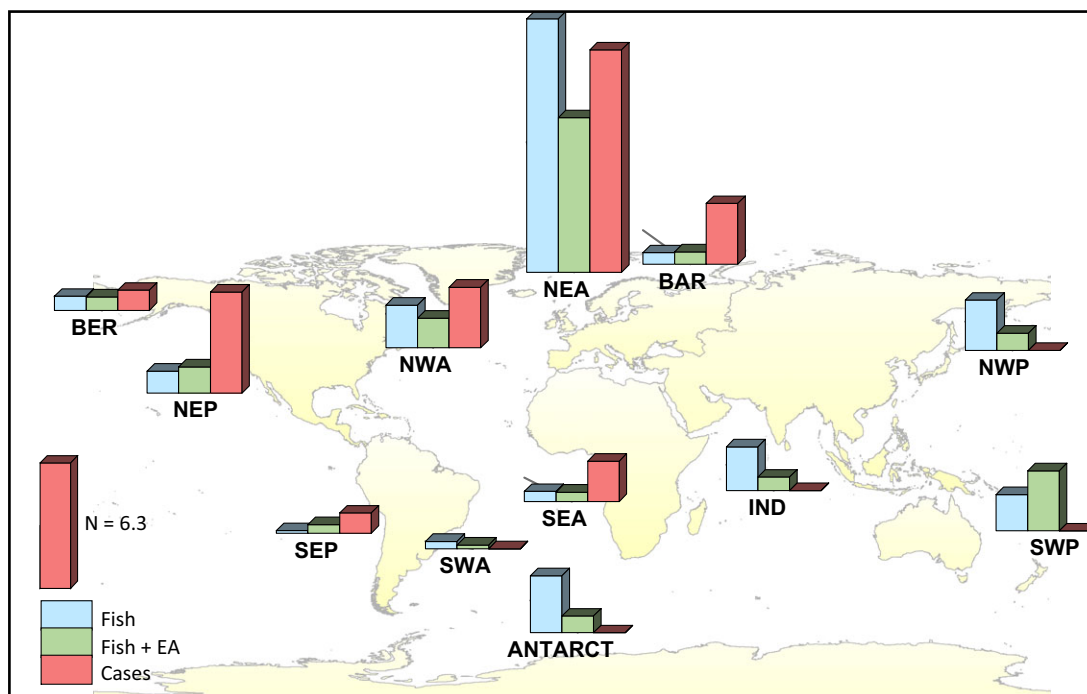 NEA
BAR
BER
NWA
NWP
NEP
IND
SEA
SWP
N = 6.3
SEP
SWA
Fish
Fish + EA
ANTARCT
Cases